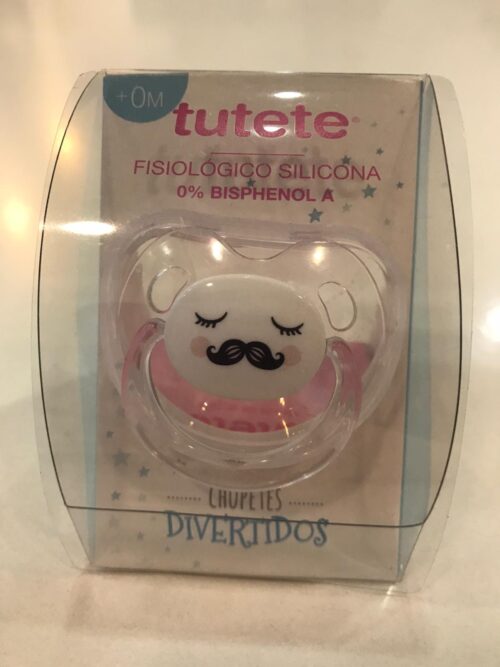 +0M
tutete
FISIOLÓGICO SILICONA
0% BISPHENOL A
CHUPETES
DIVERTIDOS